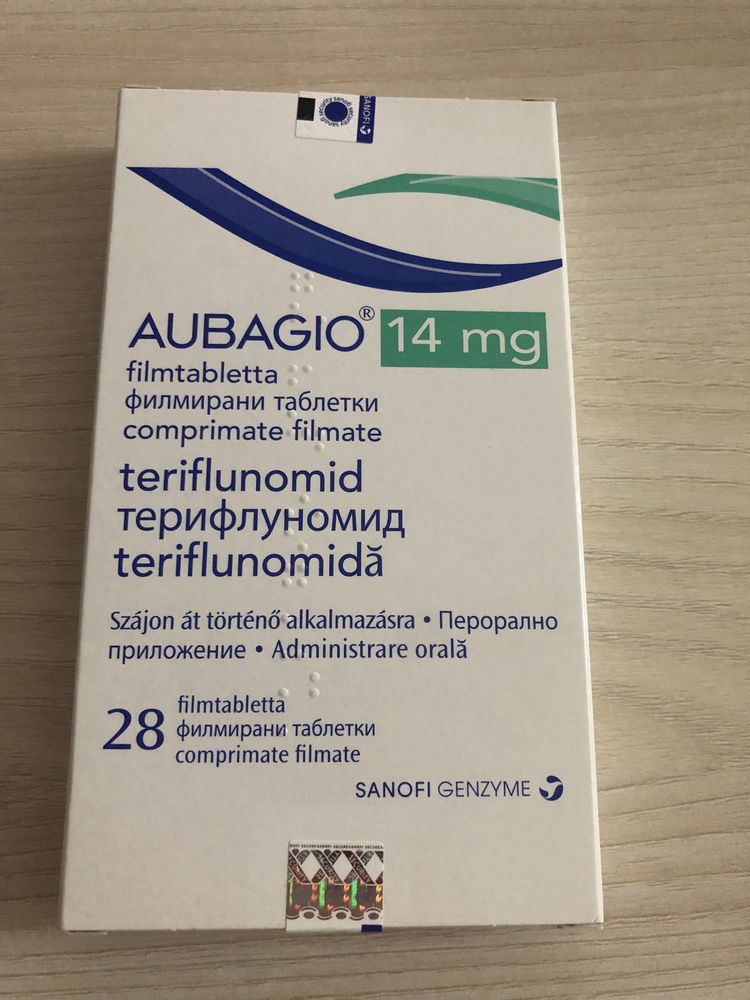 SANOFI
AUBAGIO® 14 mg
filmtabletta
филмирани таблетки
comprimate filmate
teriflunomid
терифлуномид
teriflunomidă
Szájon át történő alkalmazásra • Перорално
приложение • Administrare orală
28 filmtabletta
филмирани таблетки
comprimate filmate
SANOFI GENZYME